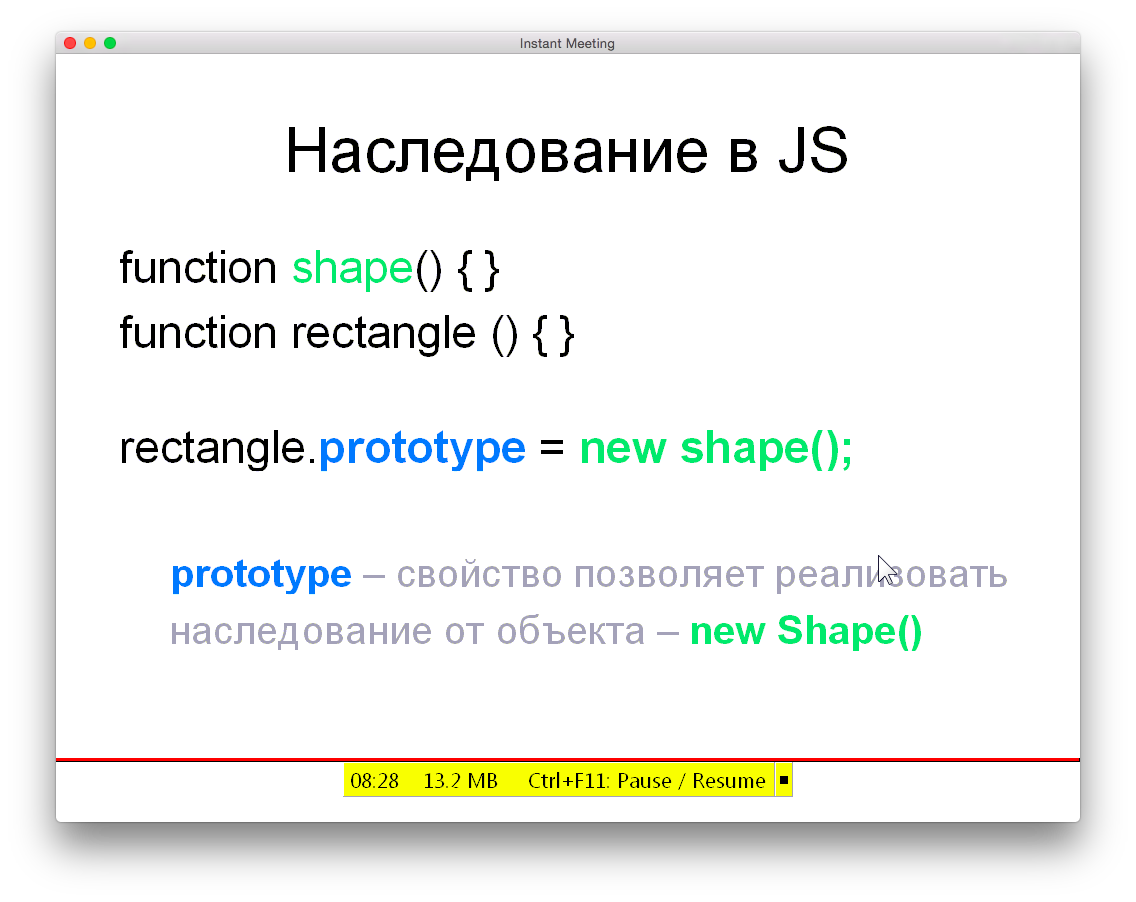 Instant Meeting
Наследование в JS
function shape() { }
function rectangle () { }
rectangle.prototype = new shape();
prototype – свойство позволяет реализовать
наследование от объекта – new Shape()
08:28 13.2 MB Ctrl+F11: Pause / Resume